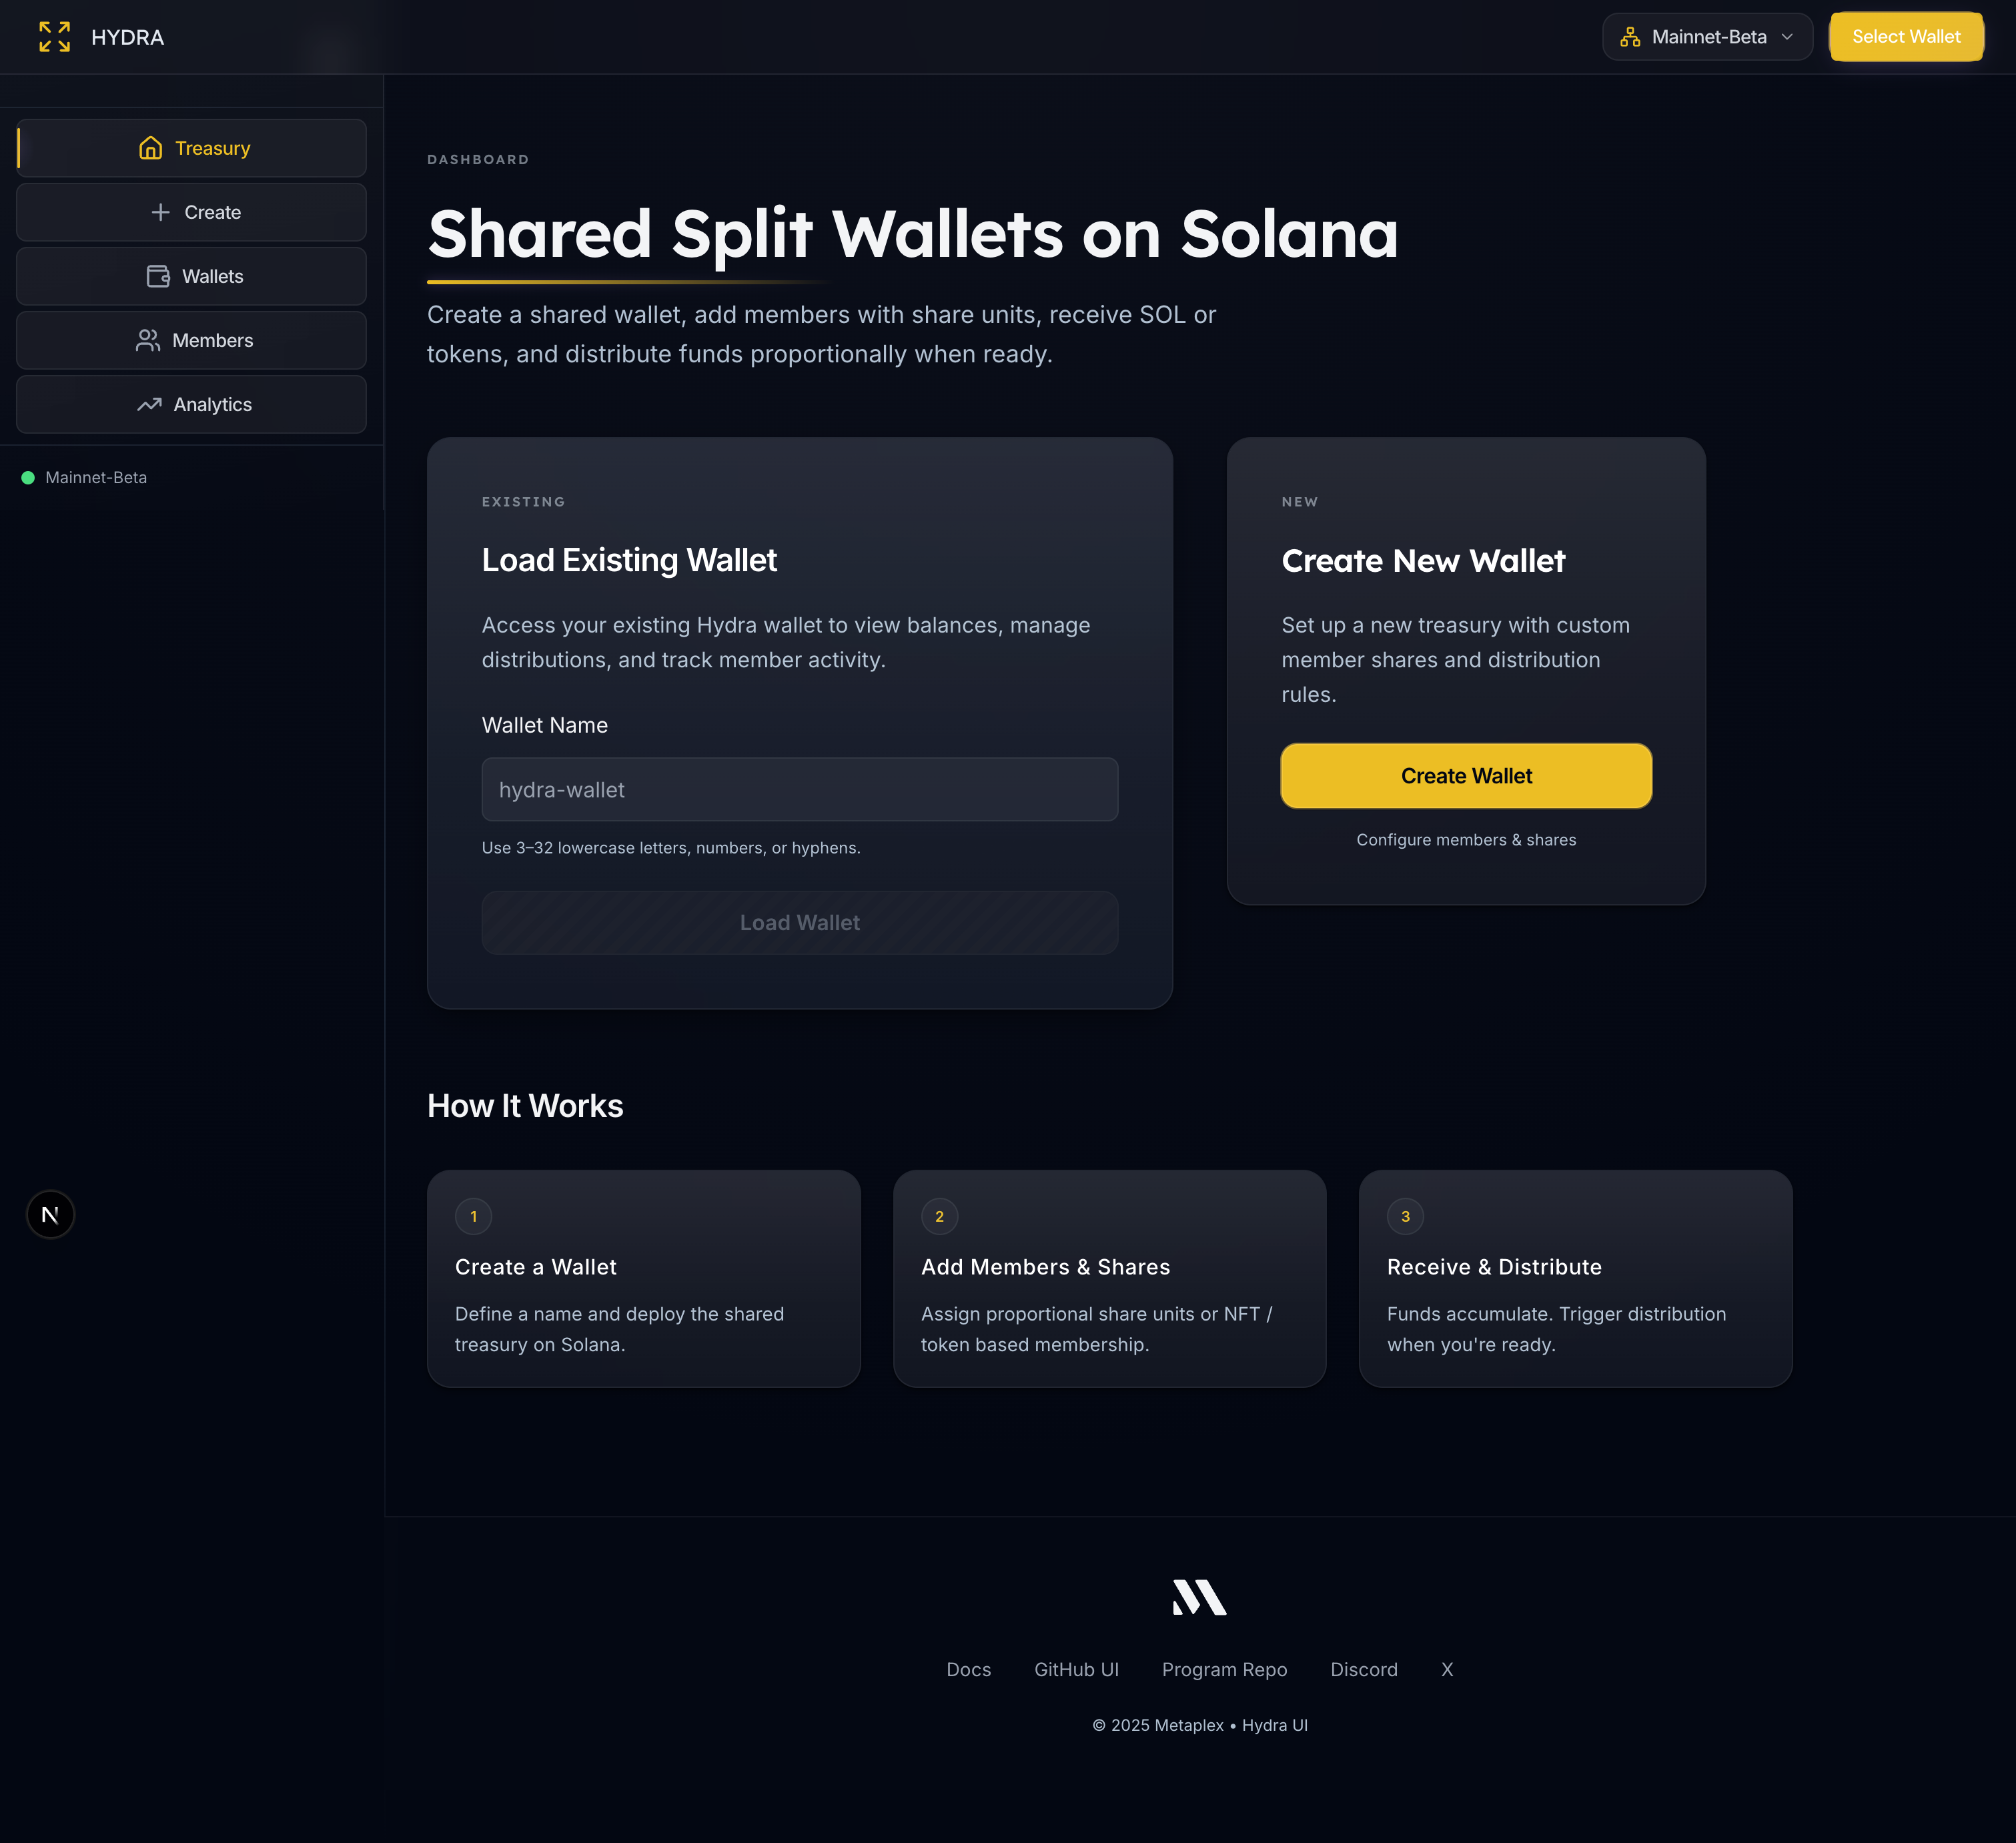 HYDRA
Mainnet-Beta
Select Wallet
Treasury
Create
Wallets
Members
Analytics
Mainnet-Beta
DASHBOARD
Shared Split Wallets on Solana
Create a shared wallet, add members with share units, receive SOL or
tokens, and distribute funds proportionally when ready.
EXISTING
Load Existing Wallet
Access your existing Hydra wallet to view balances, manage
distributions, and track member activity.
Wallet Name
hydra-wallet
Use 3–32 lowercase letters, numbers, or hyphens.
Load Wallet
NEW
Create New Wallet
Set up a new treasury with custom
member shares and distribution
rules.
Create Wallet
Configure members & shares
How It Works
1
Create a Wallet
Define a name and deploy the shared
treasury on Solana.
2
Add Members & Shares
Assign proportional share units or NFT /
token based membership.
3
Receive & Distribute
Funds accumulate. Trigger distribution
when you're ready.
N
Docs
GitHub UI
Program Repo
Discord
X
© 2025 Metaplex • Hydra UI